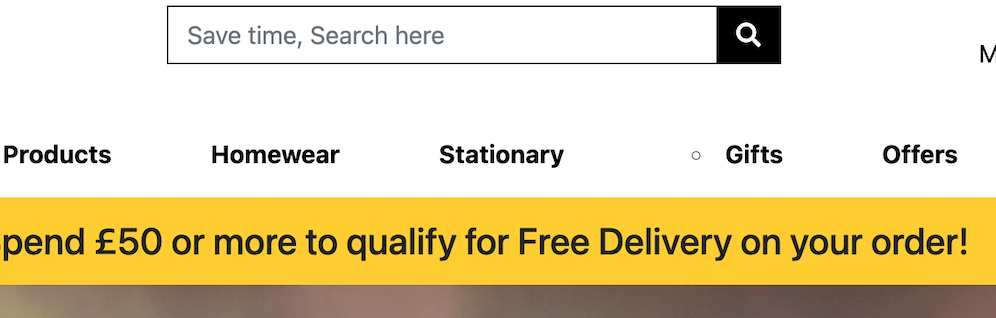 Save time, Search here
M
Products Homewear Stationary Gifts Offers
pend £50 or more to qualify for Free Delivery on your order!